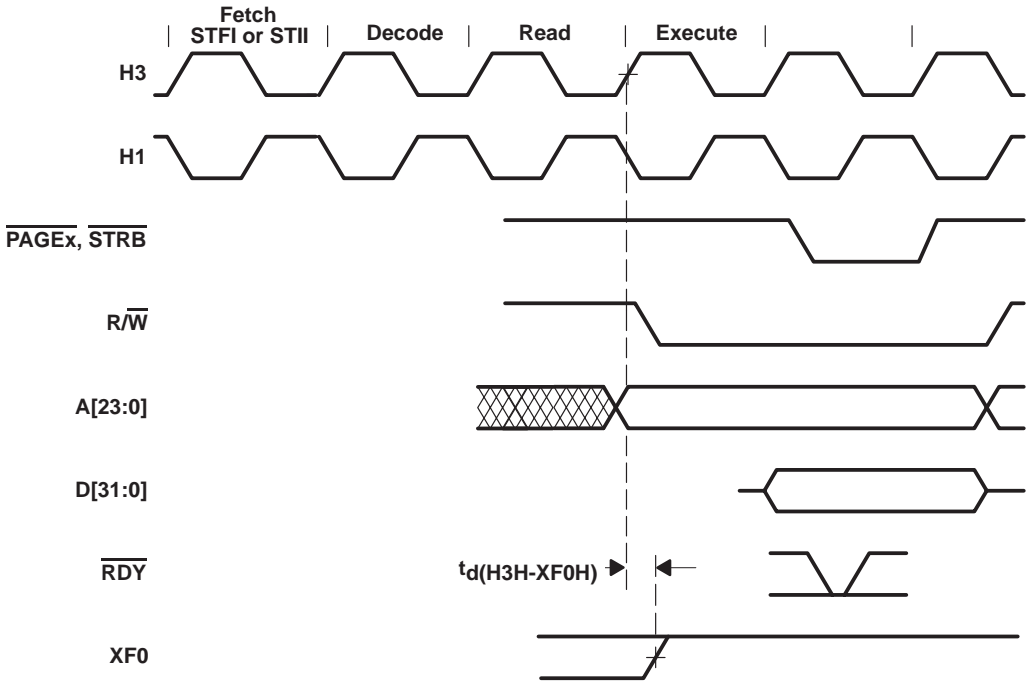 Fetch
STFI or STII
Decode
Read
Execute
H3
H1
PAGEx, STRB
R/W
A[23:0]
D[31:0]
RDY
td(H3H-XF0H)
XF0